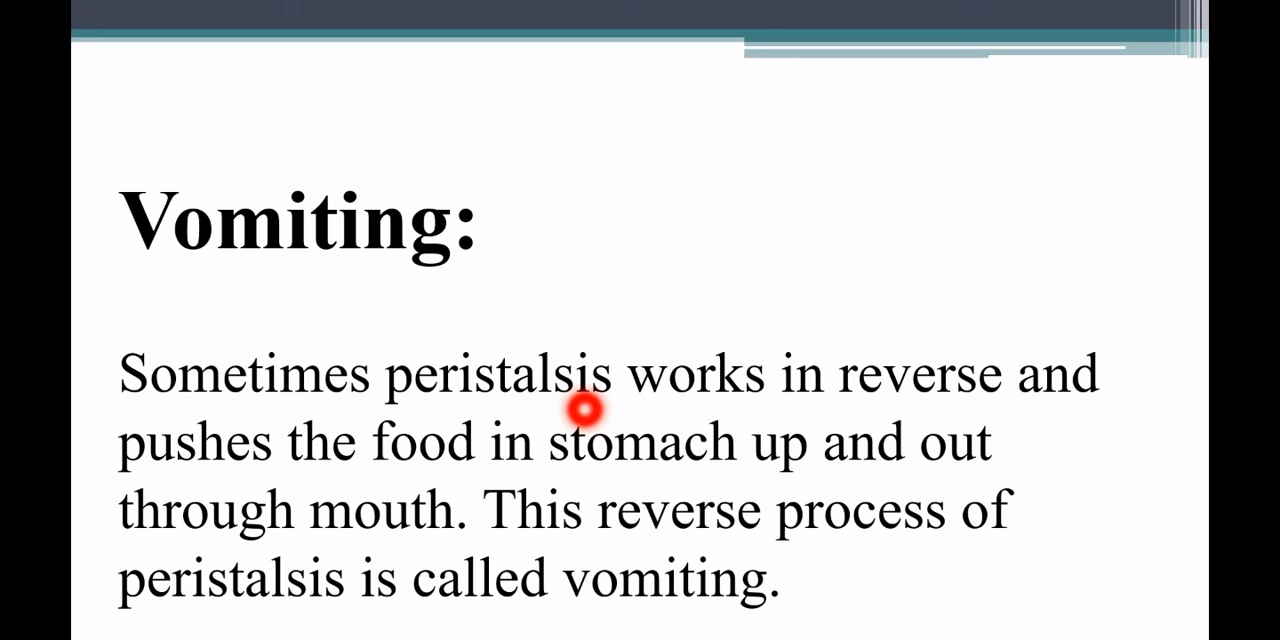 Vomiting:
Sometimes peristalsis works in reverse and
pushes the food in stomach up and out
through mouth. This reverse process of
peristalsis is called vomiting.